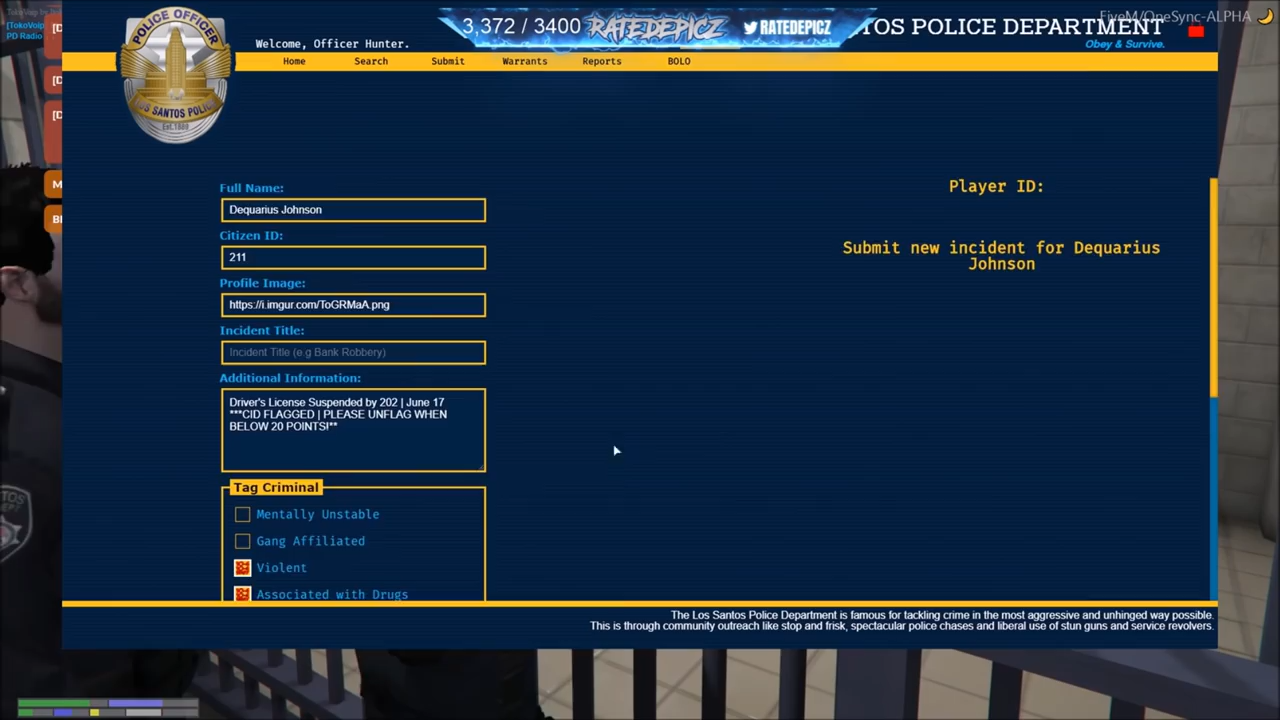 TokoVoip
PD Radio
[D
[D
[D
M
POLICE OFFICER
LOS SANTOS POLICE
Est.1888
3,372 / 3400 RATEDEPICZ RATEDEPICZ
FiveM/OneSync-ALPHA
TOS POLICE DEPARTMENT
Obey & Survive.
Welcome, Officer Hunter.
Home Search Submit Warrants Reports BOLO
Full Name:
Dequarius Johnson
Citizen ID:
211
Profile Image:
https://i.imgur.com/ToGRMaA.png
Incident Title:
Incident Title (e.g Bank Robbery)
Additional Information:
Driver's License Suspended by 202 | June 17
***CID FLAGGED | PLEASE UNFLAG WHEN
BELOW 20 POINTS!**
Tag Criminal
Mentally Unstable
Gang Affiliated
Violent
Associated with Drugs
Player ID:
Submit new incident for Dequarius
Johnson
The Los Santos Police Department is famous for tackling crime in the most aggressive and unhinged way possible.
This is through community outreach like stop and frisk, spectacular police chases and liberal use of stun guns and service revolvers.